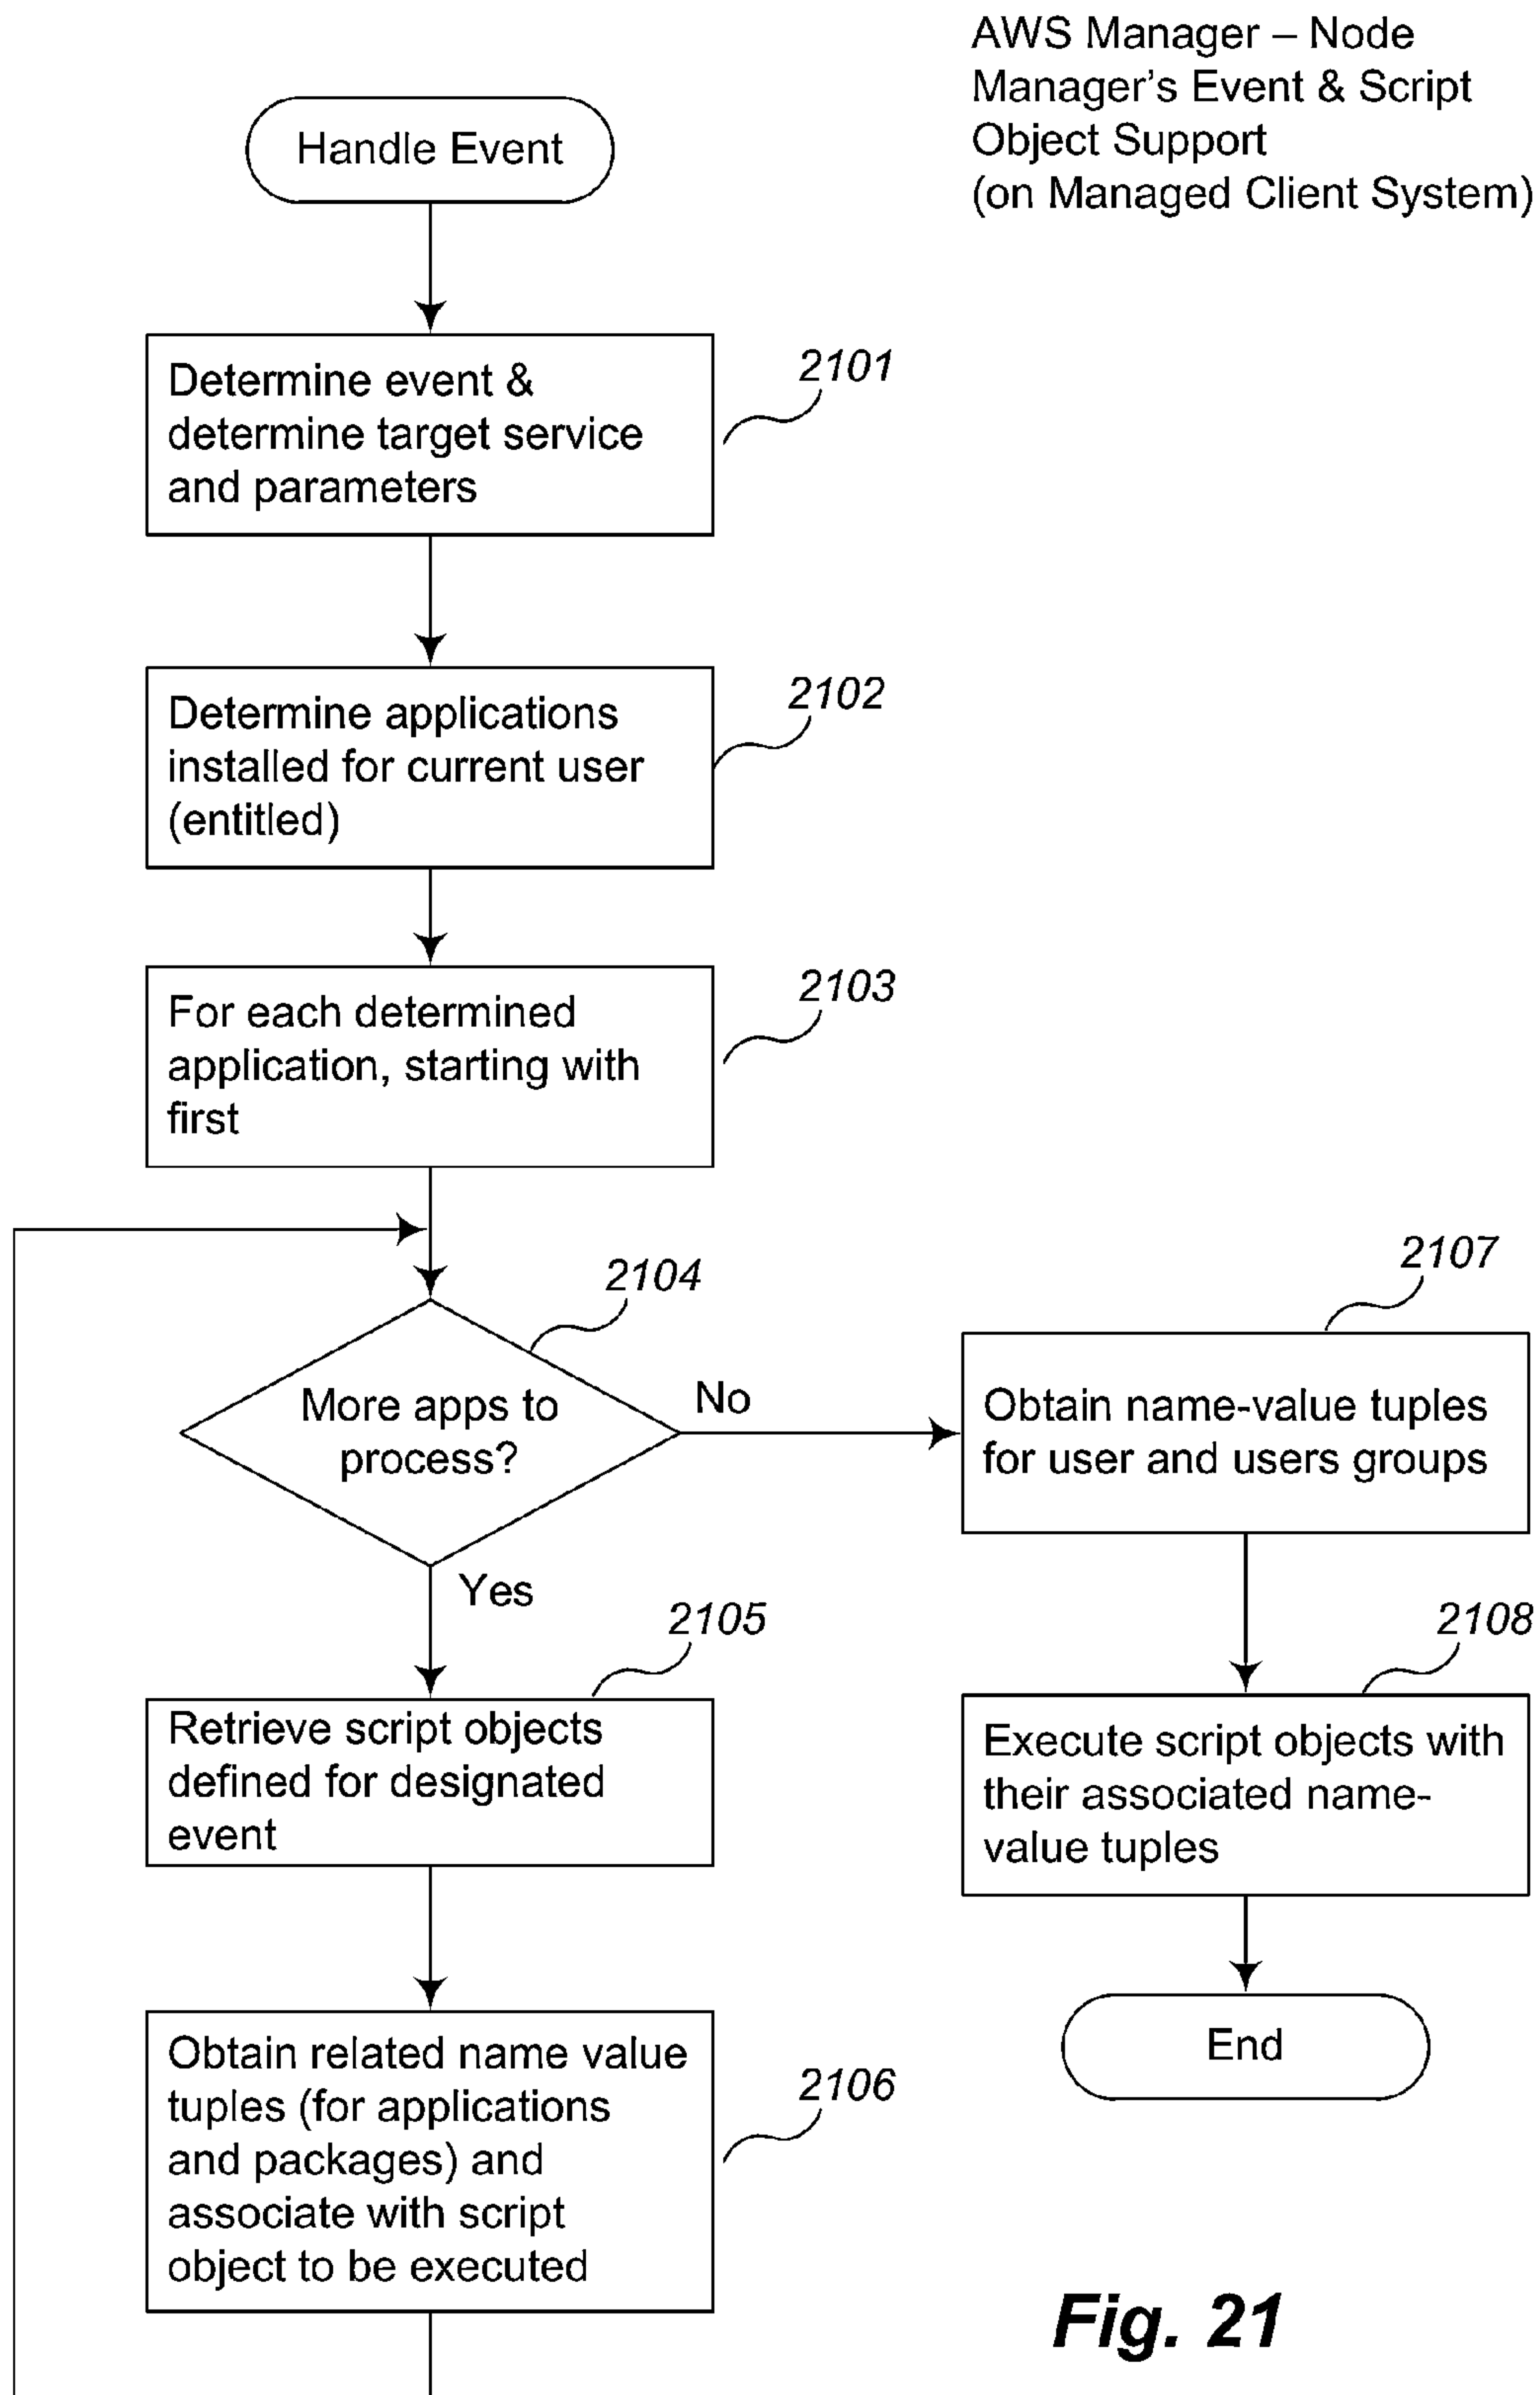 AWS Manager – Node
Manager's Event & Script
Object Support
(on Managed Client System)
Handle Event
Determine event &
determine target service
and parameters
2101
Determine applications
installed for current user
(entitled)
2102
For each determined
application, starting with
first
2103
2104
More apps to
process?
No
Yes
2107
Obtain name-value tuples
for user and users groups
2105
Retrieve script objects
defined for designated
event
2108
Execute script objects with
their associated name-
value tuples
Obtain related name value
tuples (for applications
and packages) and
associate with script
object to be executed
2106
End
Fig. 21